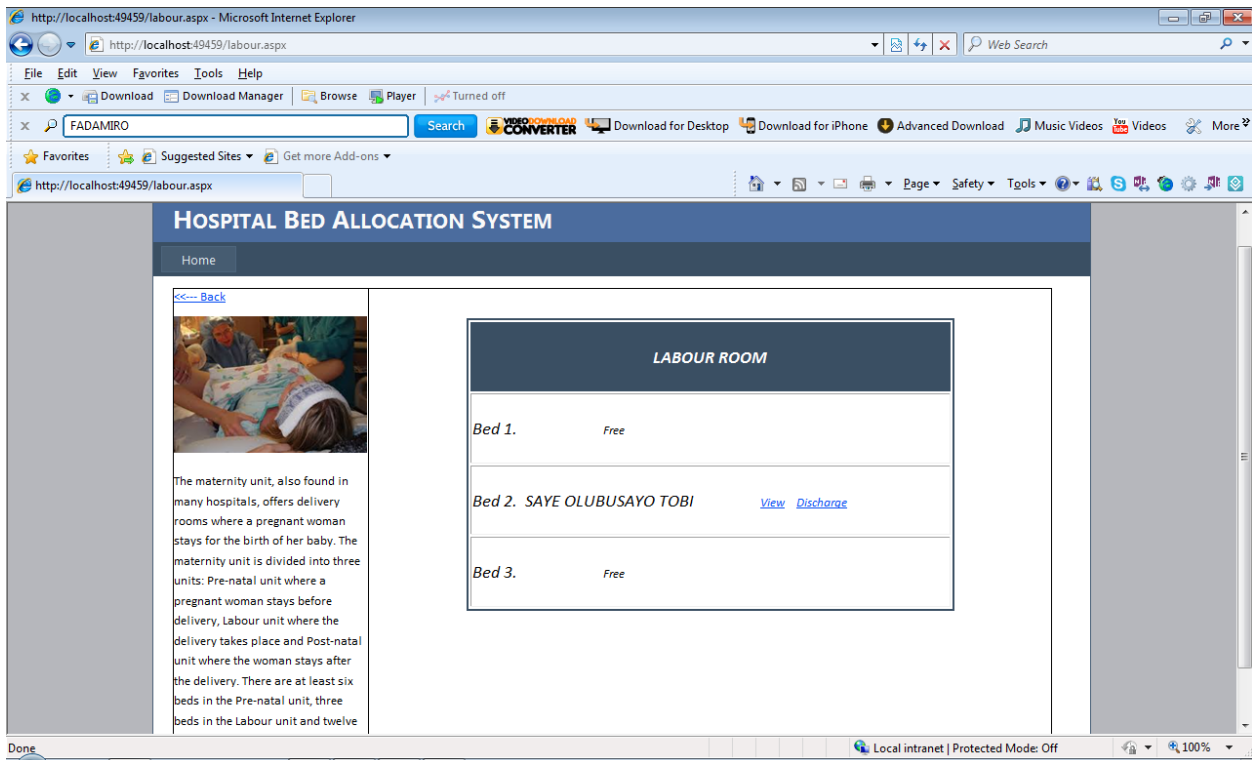 http://localhost:49459/labour.aspx - Microsoft Internet Explorer
http://localhost:49459/labour.aspx
Web Search
File Edit View Favorites Tools Help
x Download Download Manager Browse Player Turned off
x FADAMIRO Search VIDEO DOWNLOAD CONVERTER Download for Desktop Download for iPhone Advanced Download Music Videos You Tube Videos More
Favorites Suggested Sites Get more Add-ons
http://localhost:49459/labour.aspx Page Safety Tools
HOSPITAL BED ALLOCATION SYSTEM
Home
<<--- Back
The maternity unit, also found in
many hospitals, offers delivery
rooms where a pregnant woman
stays for the birth of her baby. The
maternity unit is divided into three
units: Pre-natal unit where a
pregnant woman stays before
delivery, Labour unit where the
delivery takes place and Post-natal
unit where the woman stays after
the delivery. There are at least six
beds in the Pre-natal unit, three
beds in the Labour unit and twelve
LABOUR ROOM
Bed 1. Free
Bed 2. SAYE OLUBUSAYO TOBI View Discharge
Bed 3. Free
Done Local intranet | Protected Mode: Off 100%